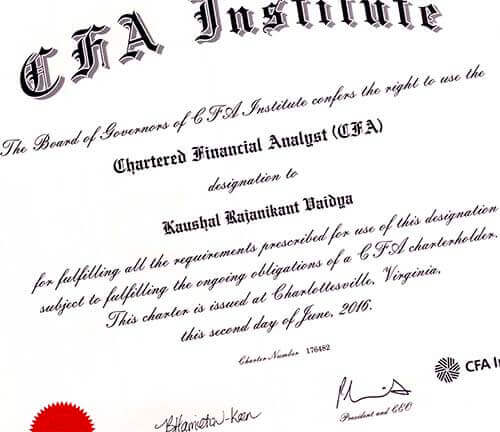 CFA Institute
The Board of Governors of CFA Institute confers the right to use the
Chartered Financial Analyst (CFA)
designation to
Kaushal Rajanikant Vaidya
for fulfilling all the requirements prescribed for use of this designation
subject to fulfilling the ongoing obligations of a CFA charterholder.
This charter is issued at Charlottesville, Virginia,
this second day of June, 2016.
Charter Number 176482
CFA In
President and CEO